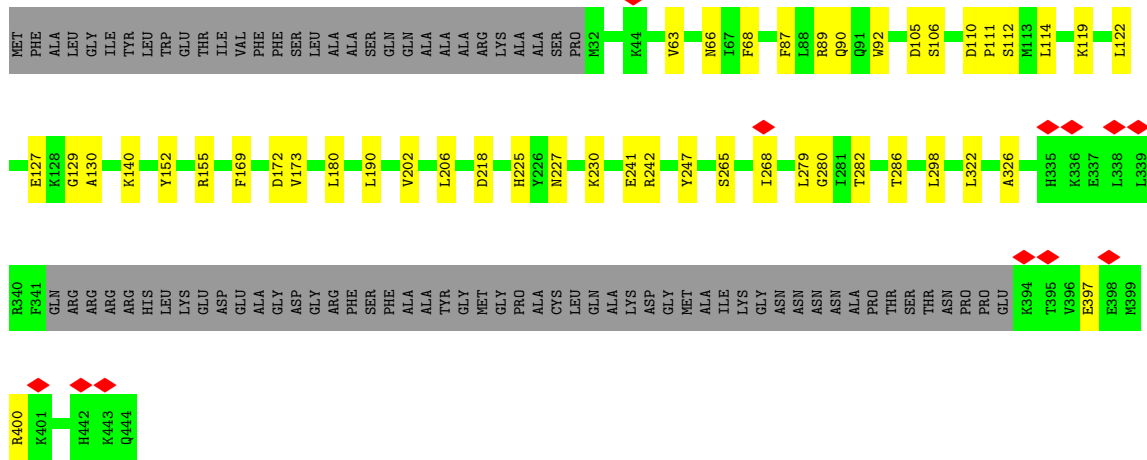 MET PHE ALA LEU GLY ILE TYR LEU TRP GLU THR ILE VAL PHE PHE SER LEU ALA ALA SER GLN GLN ALA ALA ALA ARG LYS ALA ALA SER PRO M32 K44 V63 N66 I67 F68 F87 L88 R89 Q90 Q91 W92 D105 S106 D110 P111 S112 M113 L114 K119 L122
E127 K128 G129 A130 K140 Y152 R155 F169 D172 V173 L180 L190 V202 L206 D218 H225 Y226 N227 K230 E241 R242 Y247 S265 I268 L279 G280 I281 T282 T286 L298 L322 A326 H335 K336 E337 L338 L339
R340 F341 GLN ARG ARG ARG ARG HIS LEU LYS GLU ASP GLU ALA GLY ASP GLY ARG PHE SER PHE ALA ALA TYR GLY MET GLY PRO ALA CYS LEU GLN ALA LYS ASP GLY MET ALA ILE LYS GLY ASN ASN ASN ASN ALA PRO THR SER THR ASN PRO PRO GLU K394 T395 V396 E397 E398 M399
R400 K401 H442 K443 Q444